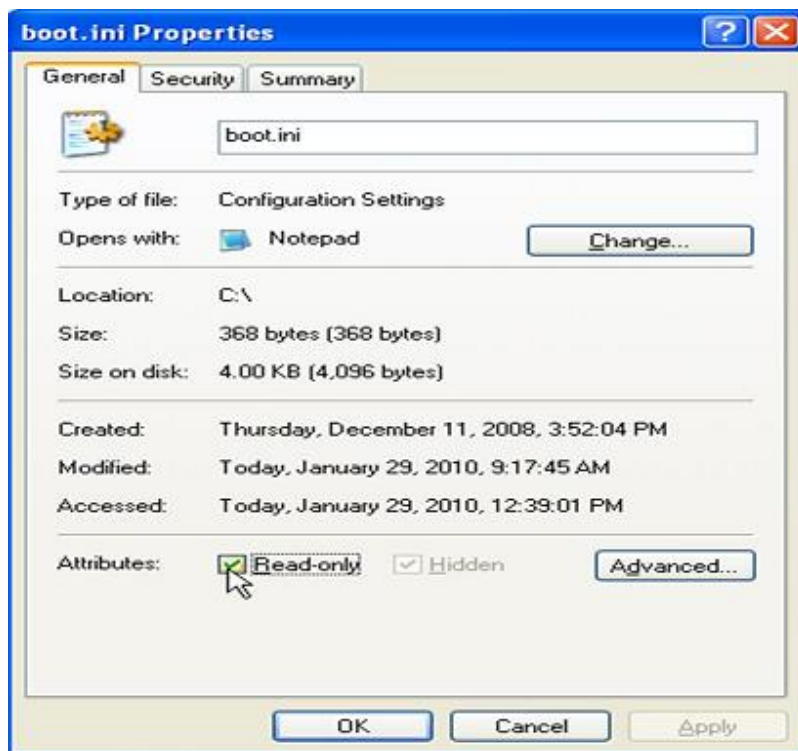 boot.ini Properties
General Security Summary
boot.ini
Type of file: Configuration Settings
Opens with: Notepad Change...
Location: C:\
Size: 368 bytes (368 bytes)
Size on disk: 4.00 KB (4,096 bytes)
Created: Thursday, December 11, 2008, 3:52:04 PM
Modified: Today, January 29, 2010, 9:17:45 AM
Accessed: Today, January 29, 2010, 12:39:01 PM
Attributes: Read-only Hidden Advanced...
OK Cancel Apply